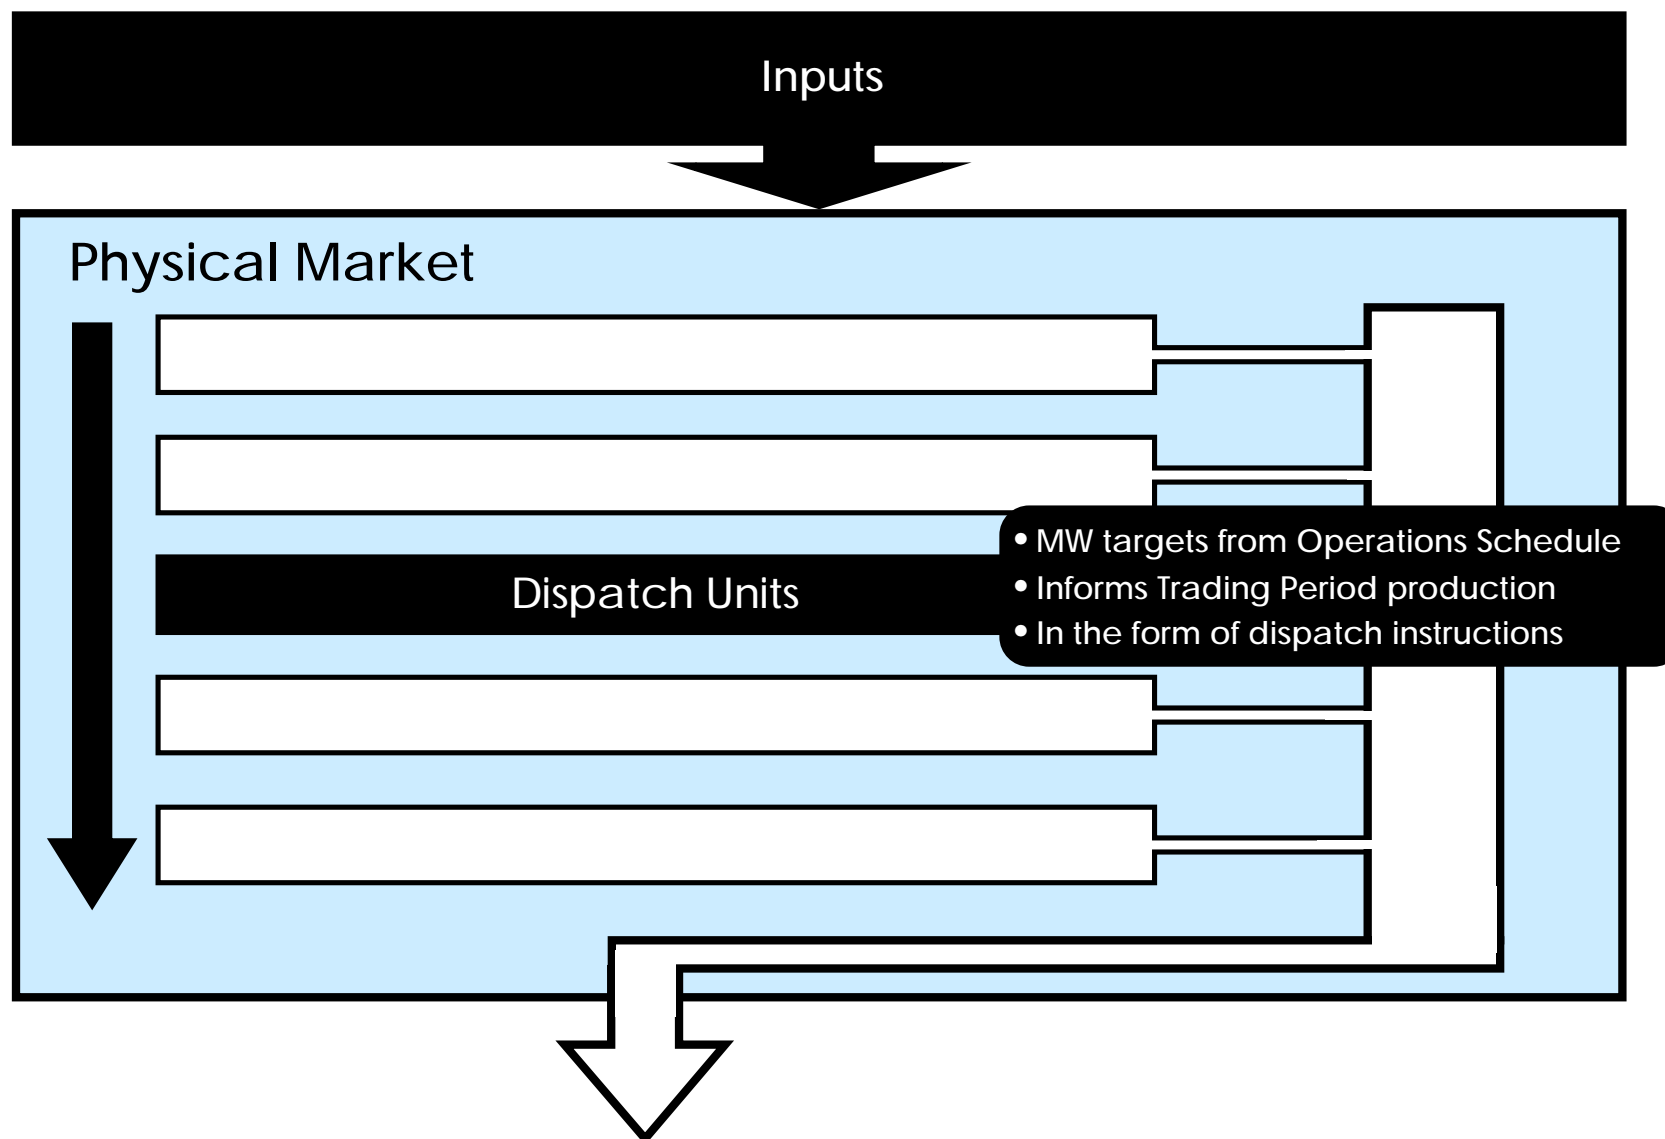 Inputs
Physical Market
• MW targets from Operations Schedule
• Informs Trading Period production
• In the form of dispatch instructions
Dispatch Units